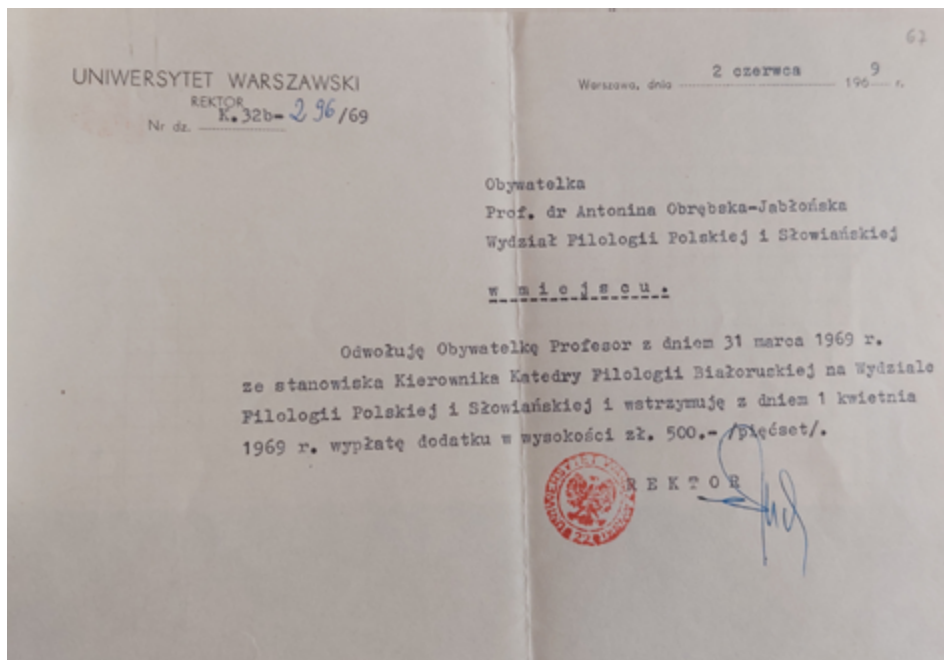 67
UNIWERSYTET WARSZAWSKI
REKTOR
Nr dz. K.32b-296/69
Warszawa, dnia 2 czerwca 1969 r.
Obywatelka
Prof. dr Antonina Obrębska-Jabłońska
Wydział Filologii Polskiej i Słowiańskiej
w miejscu.
Odwołuję Obywatelkę Profesor z dniem 31 marca 1969 r.
ze stanowiska Kierownika Katedry Filologii Białoruskiej na Wydziale
Filologii Polskiej i Słowiańskiej i wstrzymuję z dniem 1 kwietnia
1969 r. wypłatę dodatku w wysokości zł. 500.- /pięćset/.
REKTOR